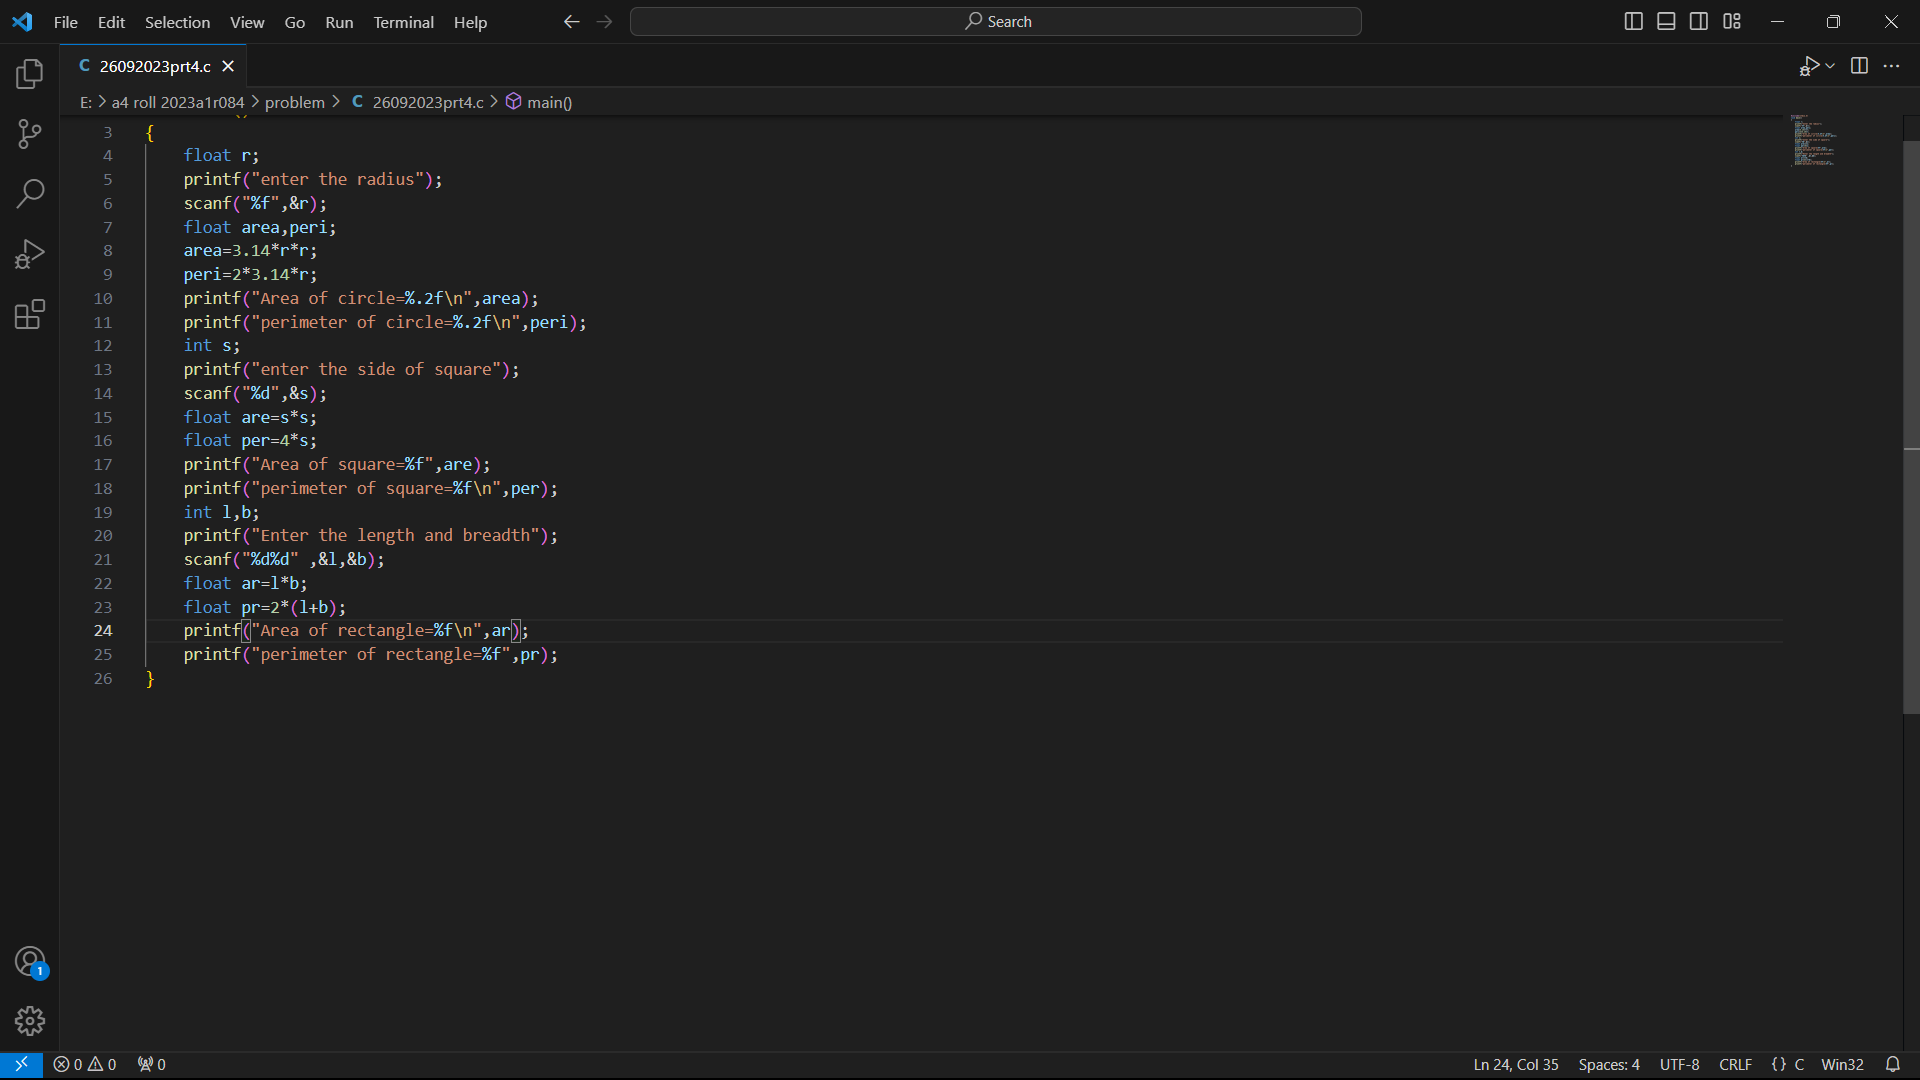 File Edit Selection View Go Run Terminal Help Search
C 26092023prt4.c
E: > a4 roll 2023a1r084 > problem > C 26092023prt4.c > main()
3 {
4 float r;
5 printf("enter the radius");
6 scanf("%f",&r);
7 float area,peri;
8 area=3.14*r*r;
9 peri=2*3.14*r;
10 printf("Area of circle=%.2f\n",area);
11 printf("perimeter of circle=%.2f\n",peri);
12 int s;
13 printf("enter the side of square");
14 scanf("%d",&s);
15 float are=s*s;
16 float per=4*s;
17 printf("Area of square=%f",are);
18 printf("perimeter of square=%f\n",per);
19 int l,b;
20 printf("Enter the length and breadth");
21 scanf("%d%d" ,&l,&b);
22 float ar=l*b;
23 float pr=2*(l+b);
24 printf("Area of rectangle=%f\n",ar);
25 printf("perimeter of rectangle=%f",pr);
26 }
1
0 0 0 Ln 24, Col 35 Spaces: 4 UTF-8 CRLF {} C Win32